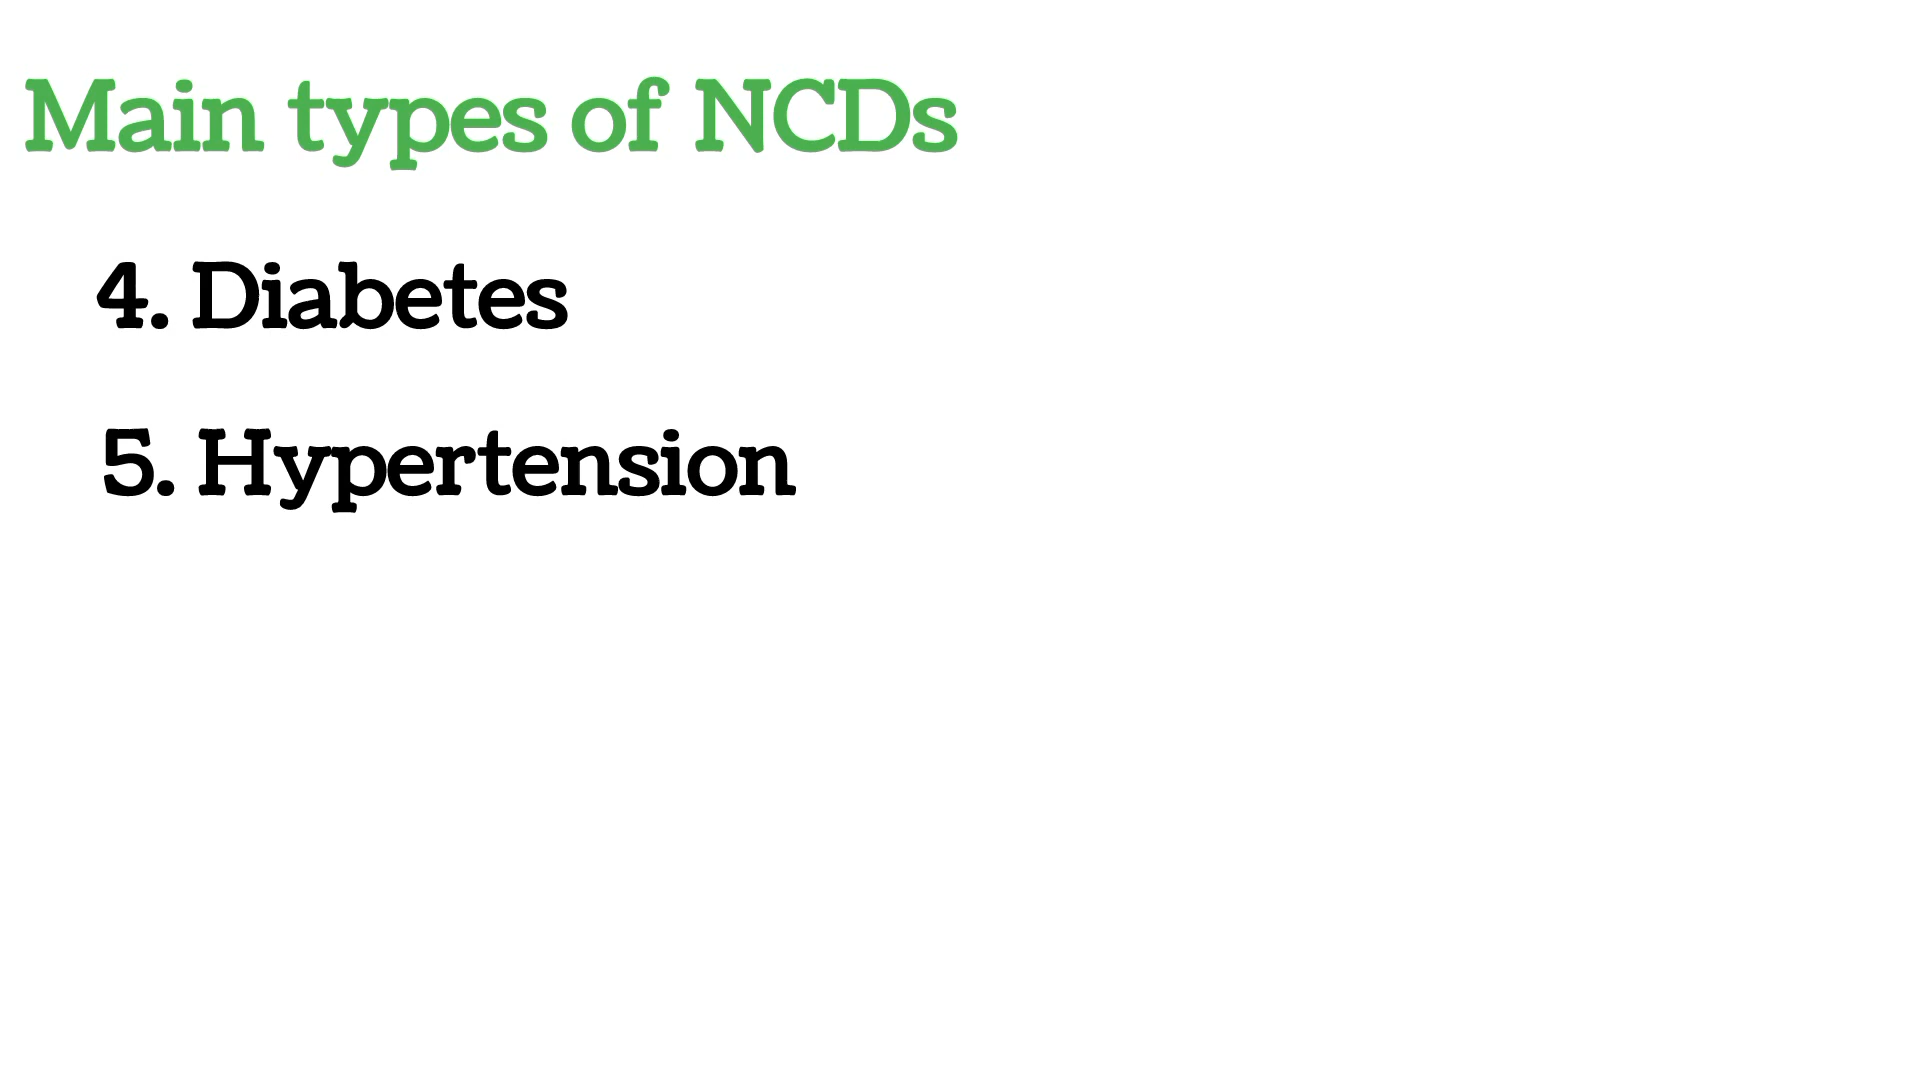 Main types of NCDs
4. Diabetes
5. Hypertension